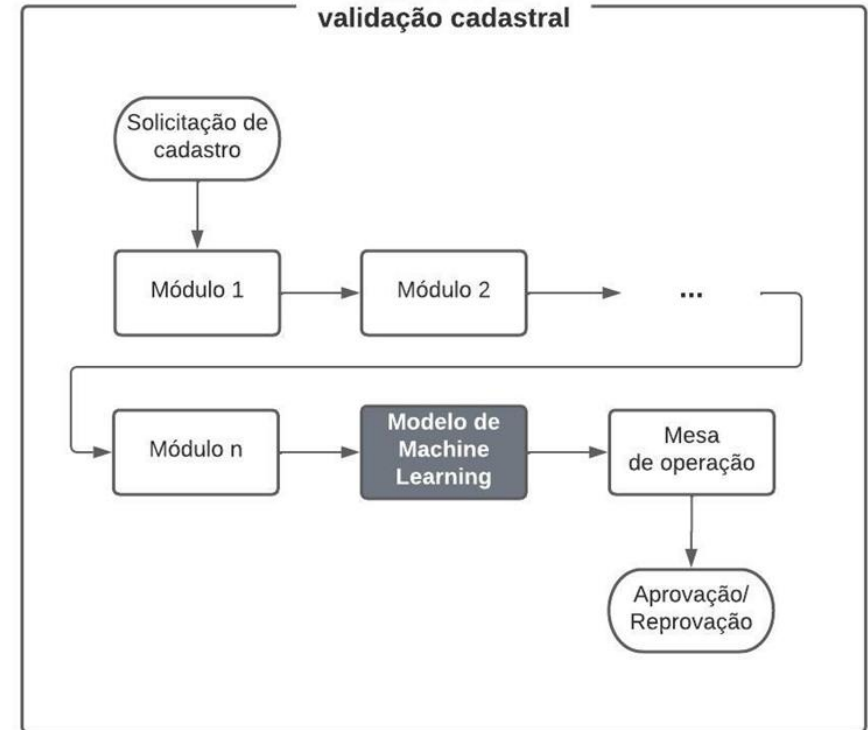 validação cadastral
Solicitação de
cadastro
Módulo 1
Módulo 2
...
Módulo n
Modelo de
Machine
Learning
Mesa
de operação
Aprovação/
Reprovação